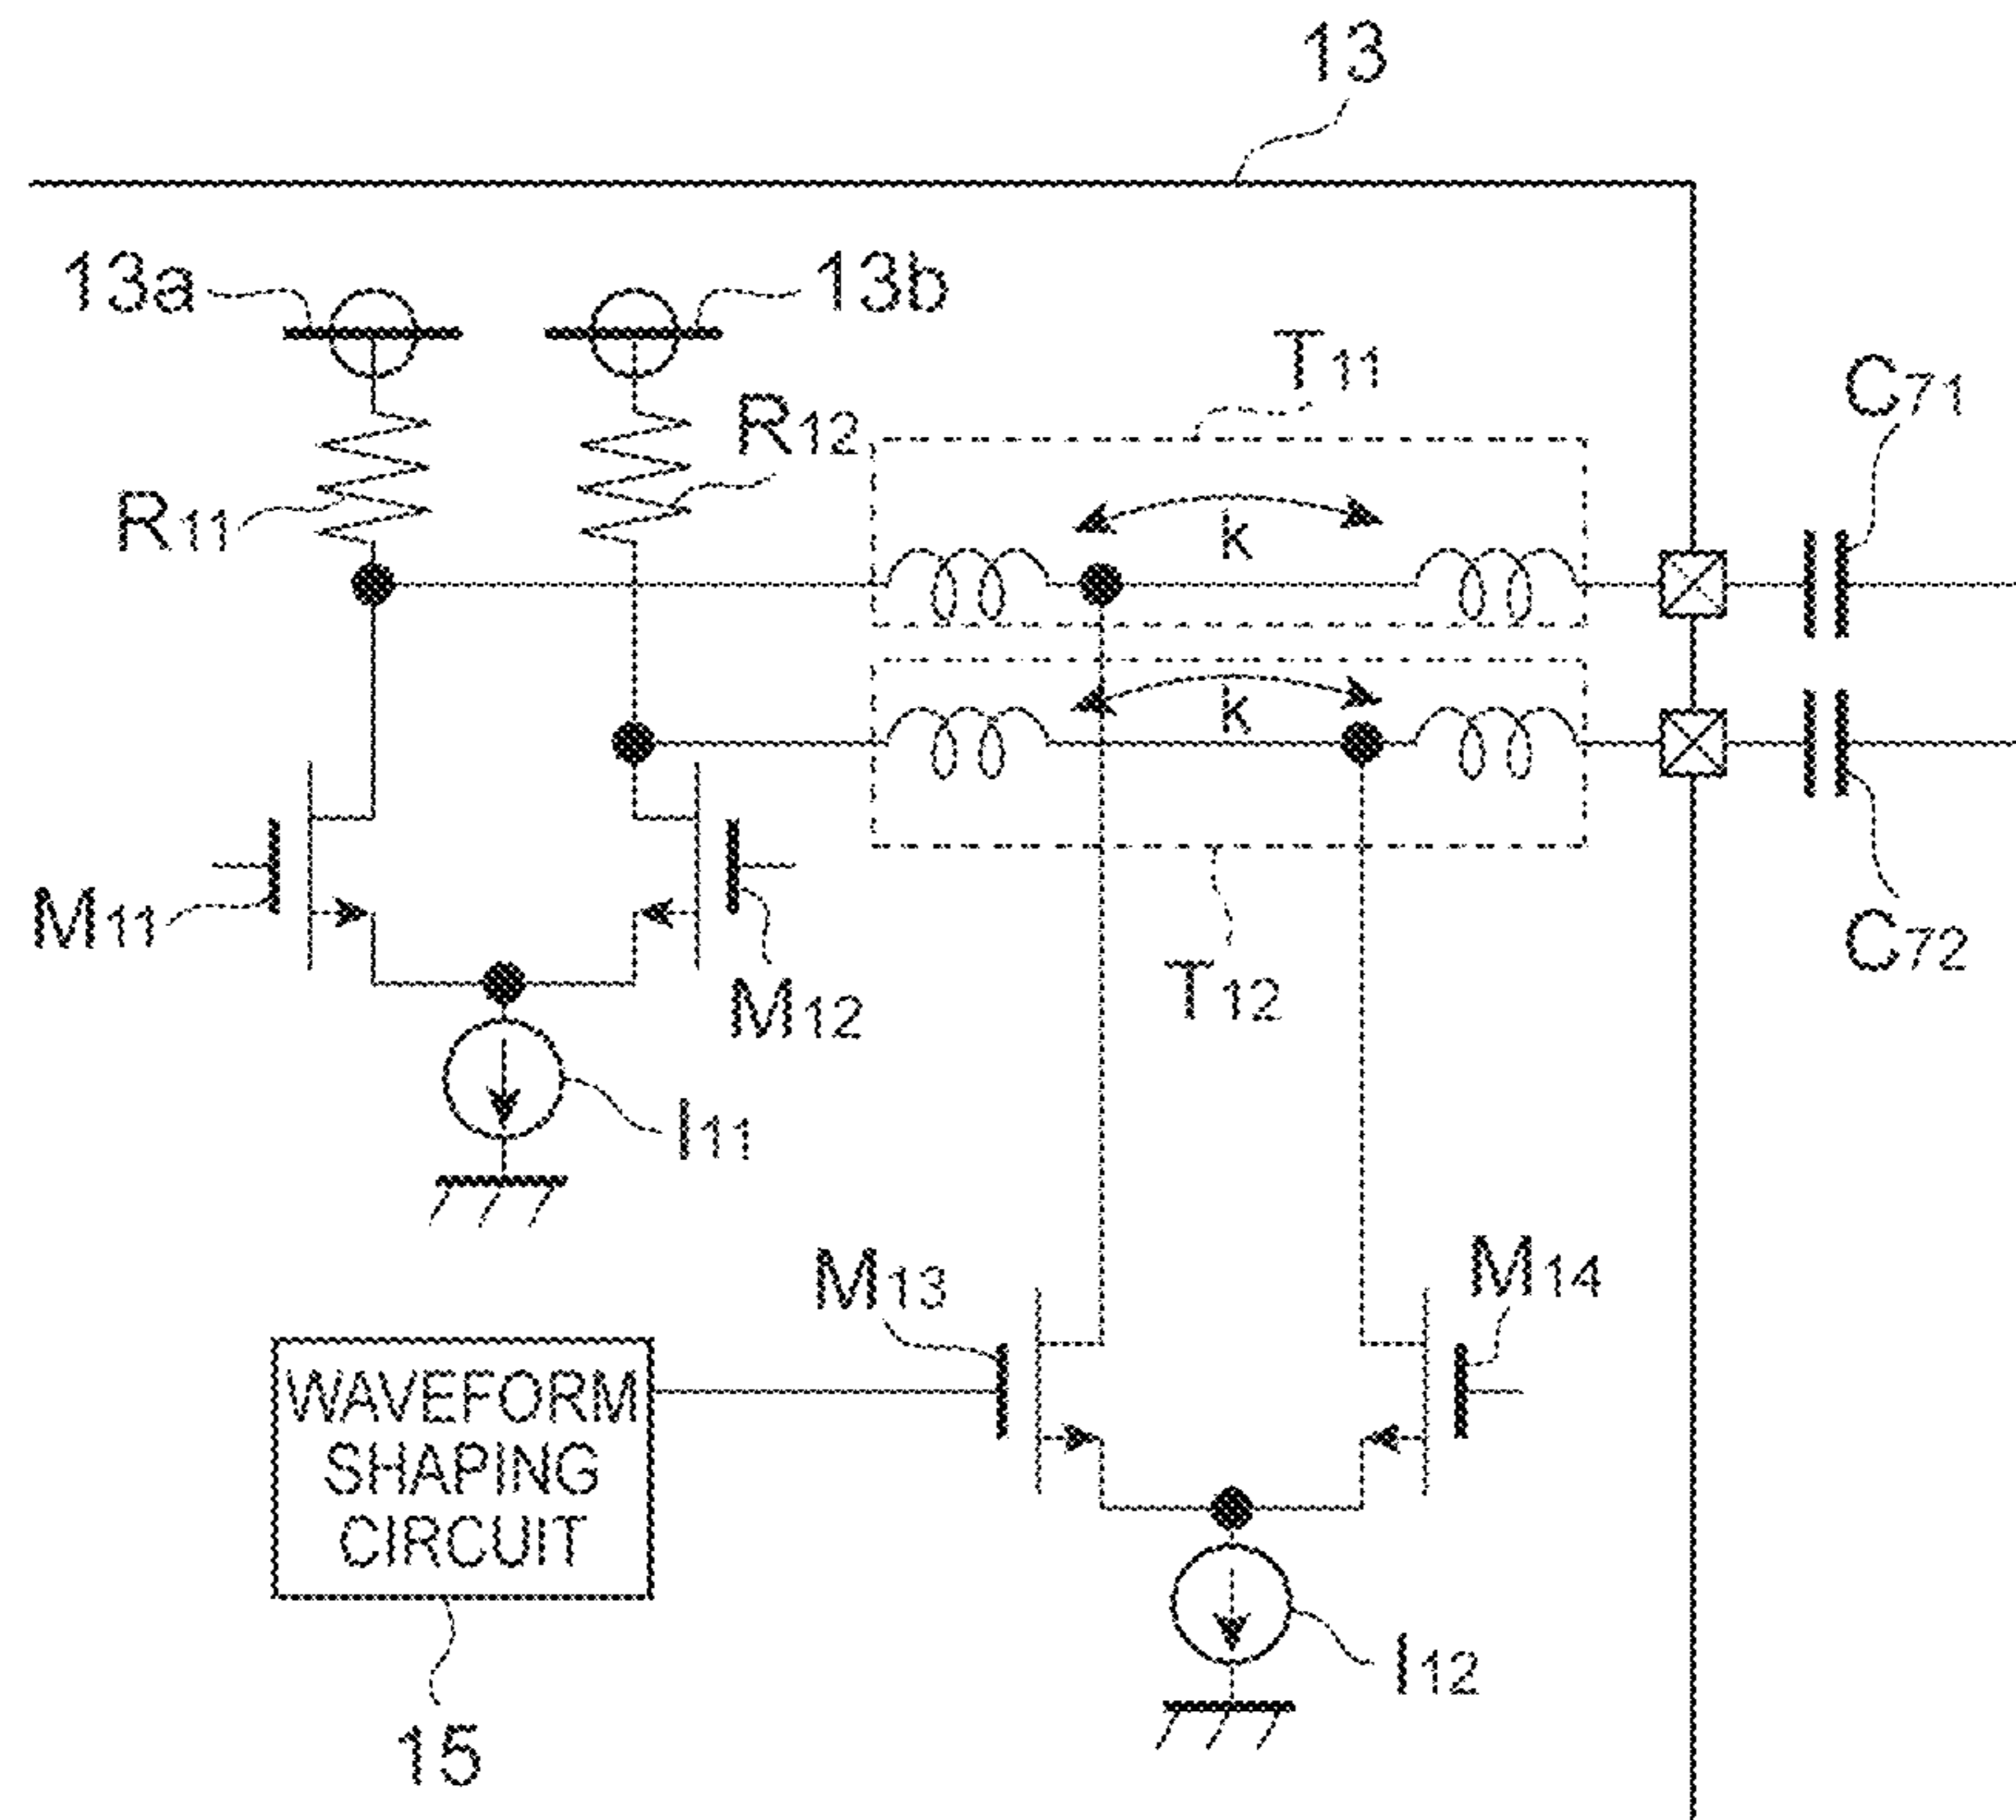 13
13a
13b
T11
C71
R12
R11
k
k
M11
C72
T12
M12
I11
M13
M14
WAVEFORM
SHAPING
CIRCUIT
I12
15